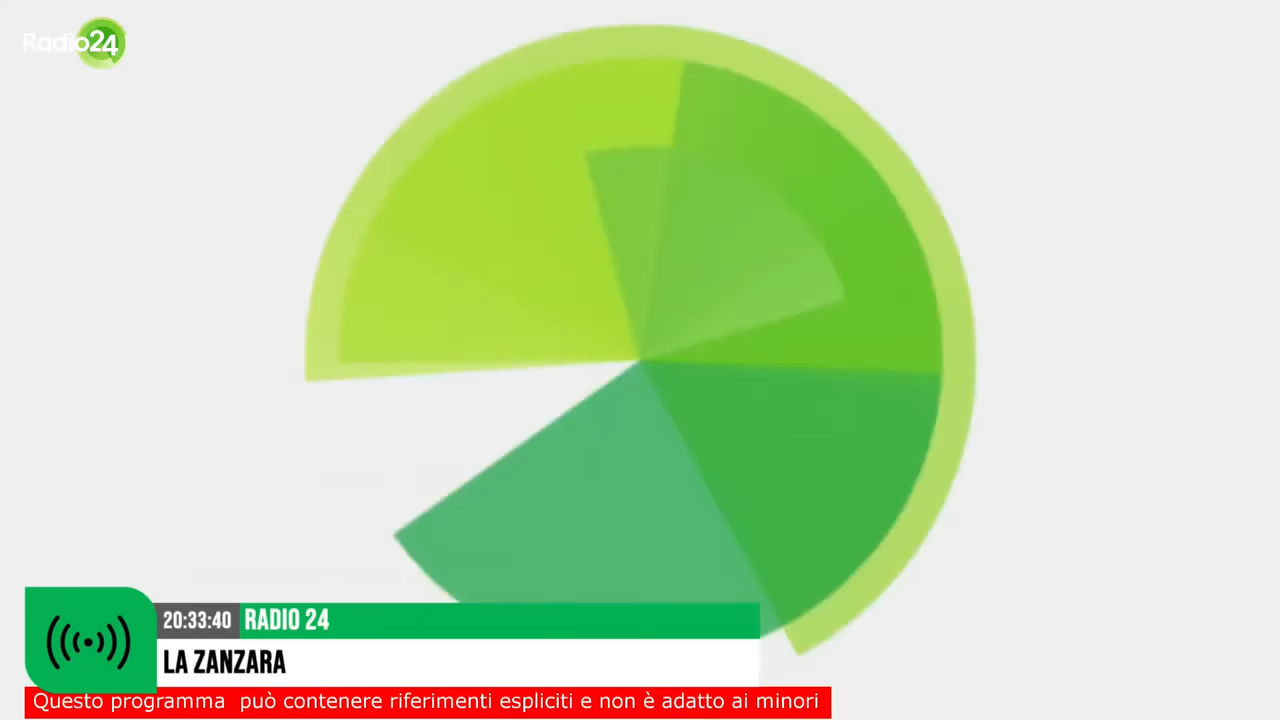 Radio24
20:33:40 RADIO 24
LA ZANZARA
Questo programma può contenere riferimenti espliciti e non è adatto ai minori